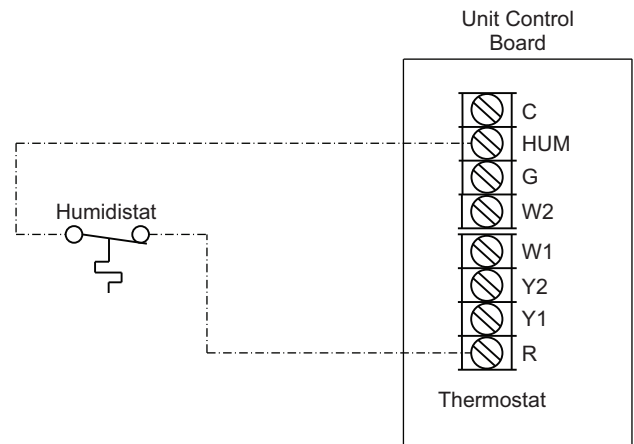 Unit Control
Board
C
HUM
G
W2
Humidistat
W1
Y2
Y1
R
Thermostat